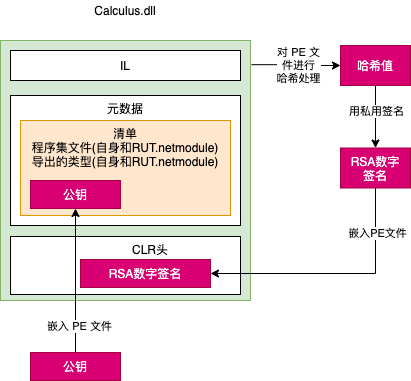 Calculus.dll
IL
对 PE 文
件进行
哈希处理
哈希值
元数据
清单
程序集文件(自身和RUT.netmodule)
导出的类型(自身和RUT.netmodule)
公钥
用私用签名
RSA数字
签名
CLR头
RSA数字签名
嵌入PE文件
嵌入 PE 文件
公钥